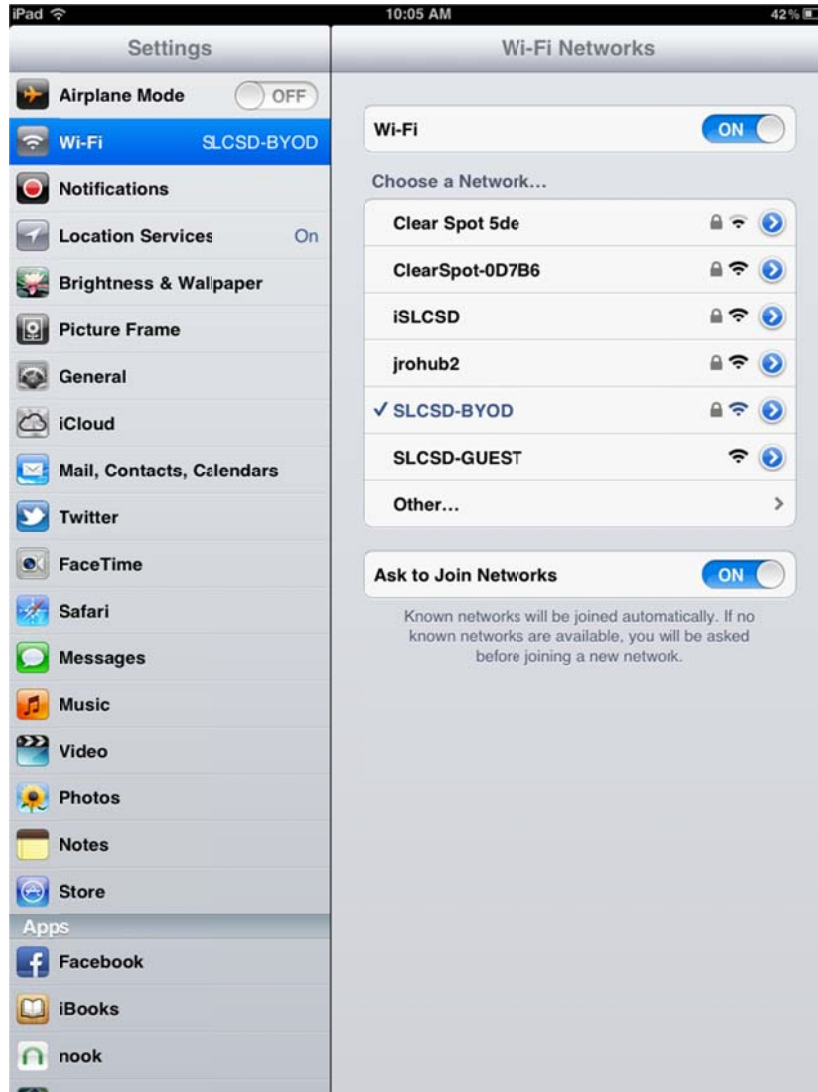 iPad 10:05 AM 42%
Settings
Airplane Mode OFF
Wi-Fi SLCSD-BYOD
Notifications
Location Services On
Brightness & Wallpaper
Picture Frame
General
iCloud
Mail, Contacts, Calendars
Twitter
FaceTime
Safari
Messages
Music
Video
Photos
Notes
Store
Apps
Facebook
iBooks
nook
Wi-Fi Networks
Wi-Fi ON
Choose a Network...
Clear Spot 5de
ClearSpot-0D7B6
iSLCSD
jrohub2
SLCSD-BYOD
SLCSD-GUEST
Other...
Ask to Join Networks ON
Known networks will be joined automatically. If no
known networks are available, you will be asked
before joining a new network.